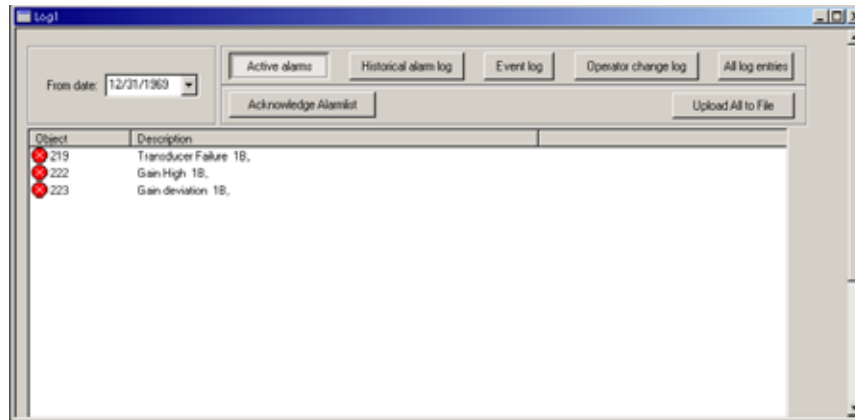 Log1
Active alarms Historical alarm log Event log Operator change log All log entries
From date: 12/31/1969
Acknowledge Alarmlist Upload All to File
Object Description
219 Transducer Failure 1B,
222 Gain High 1B,
223 Gain deviation 1B,